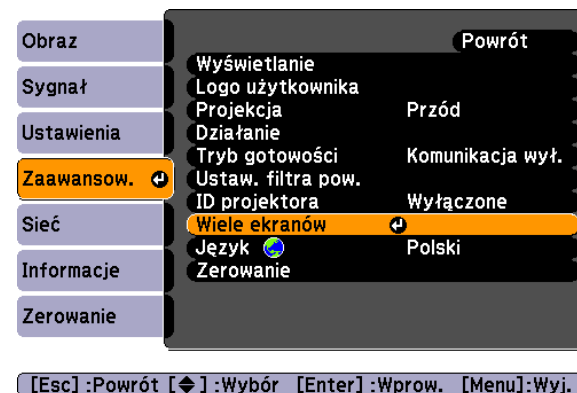 Obraz
Sygnał
Ustawienia
Zaawansow.
Sieć
Informacje
Zerowanie
Powrót
Wyświetlanie
Logo użytkownika
Projekcja Przód
Działanie
Tryb gotowości Komunikacja wył.
Ustaw. filtra pow.
ID projektora Wyłączone
Wiele ekranów
Język Polski
Zerowanie
[Esc] :Powrót [◆] :Wybór [Enter] :Wprow. [Menu]:Wyj.